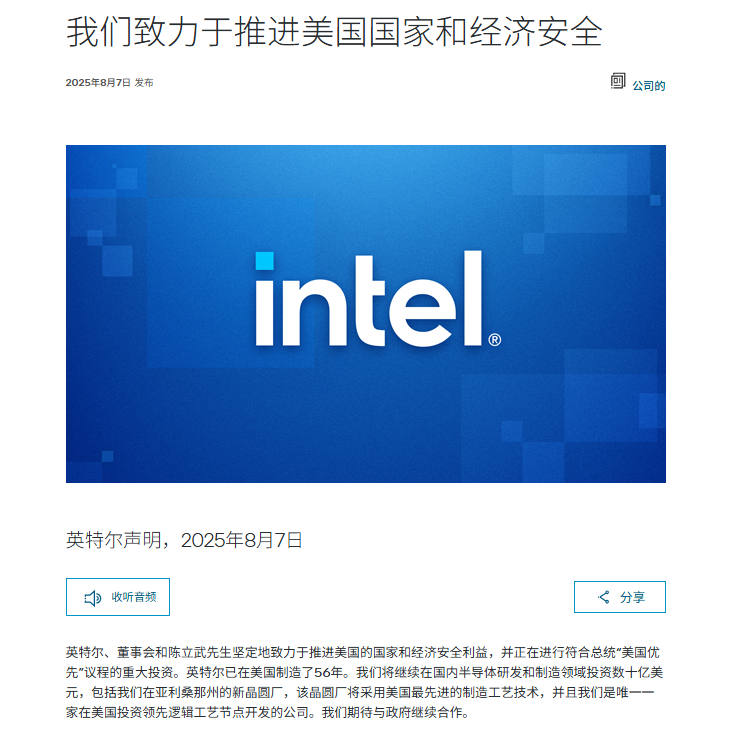 我们致力于推进美国国家和经济安全
2025年8月7日 发布
公司的
intel®
英特尔声明，2025年8月7日
收听音频
分享
英特尔、董事会和陈立武先生坚定地致力于推进美国的国家和经济安全利益，并正在进行符合总统“美国优
先”议程的重大投资。英特尔已在美国制造了56年。我们将继续在国内半导体研发和制造领域投资数十亿美
元，包括我们在亚利桑那州的新晶圆厂，该晶圆厂将采用美国最先进的制造工艺技术，并且我们是唯一一
家在美国投资领先逻辑工艺节点开发的公司。我们期待与政府继续合作。